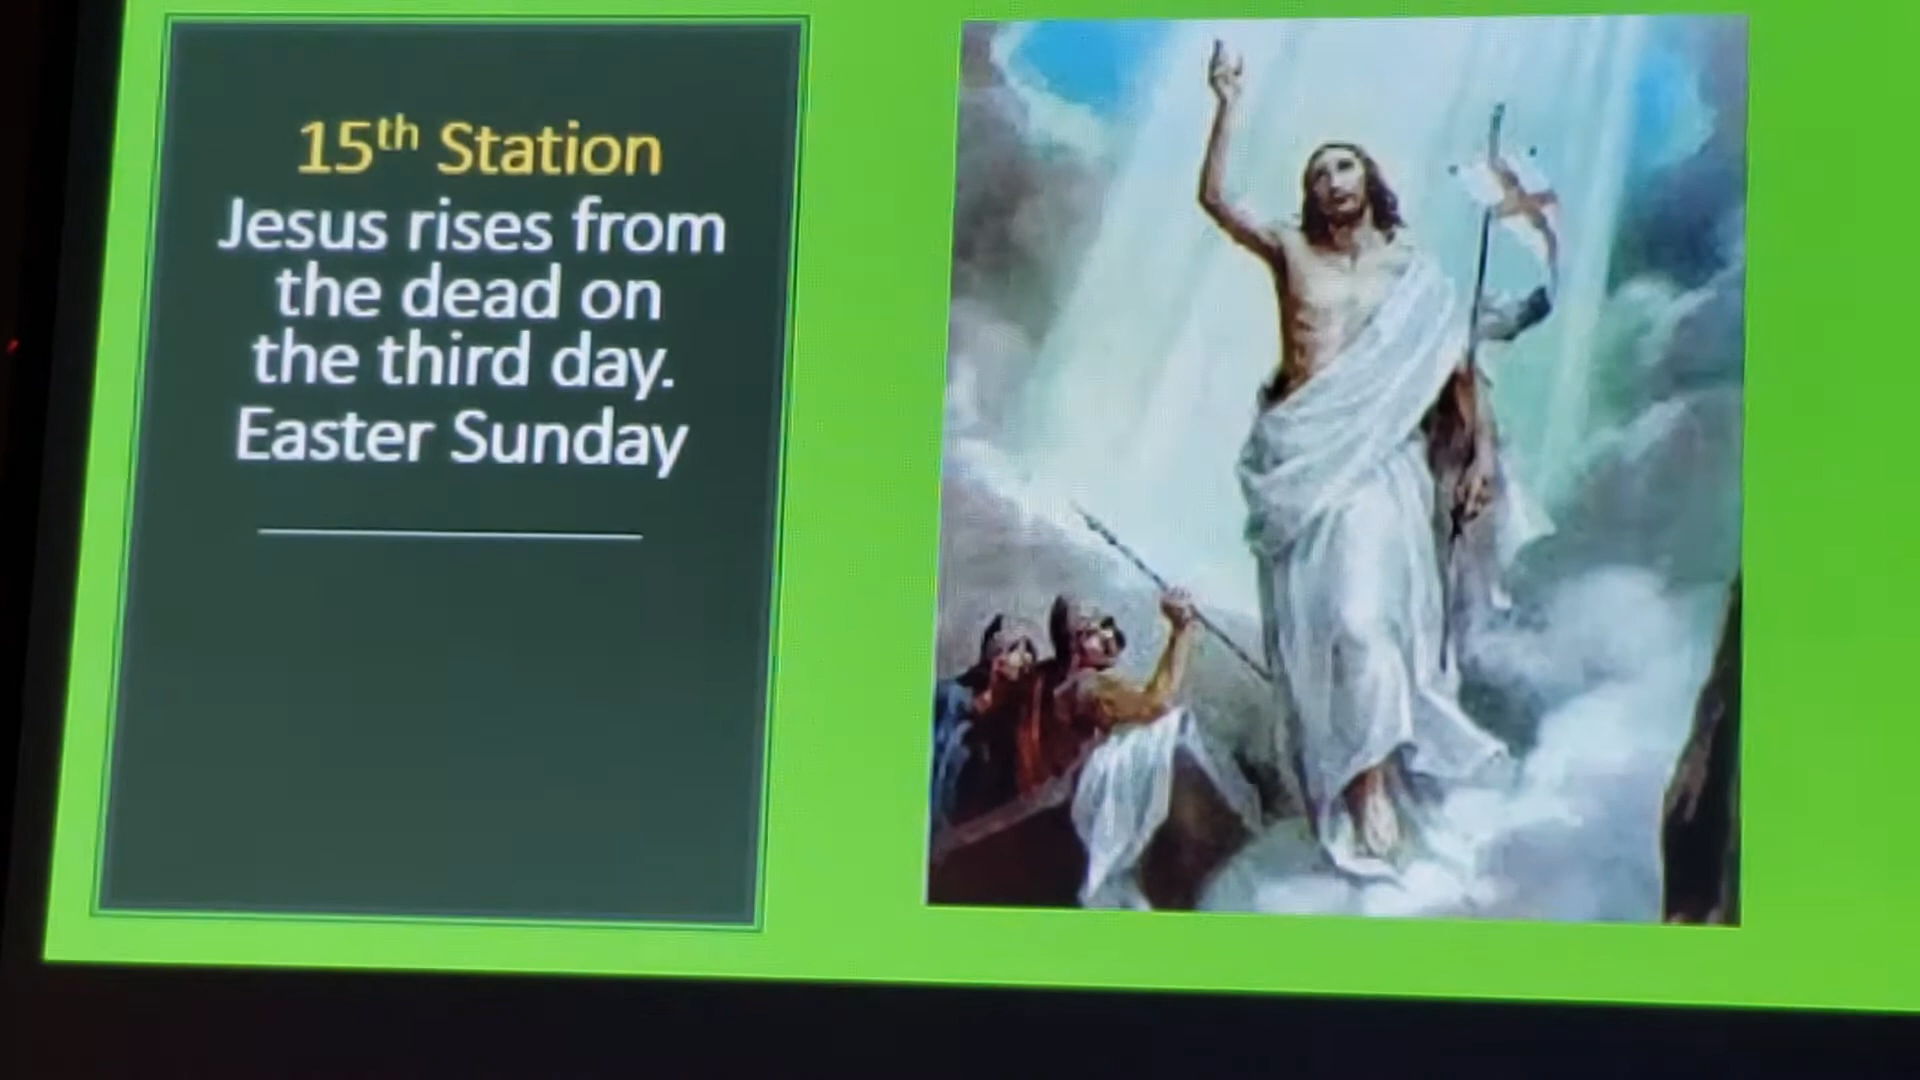 15th Station
Jesus rises from
the dead on
the third day.
Easter Sunday